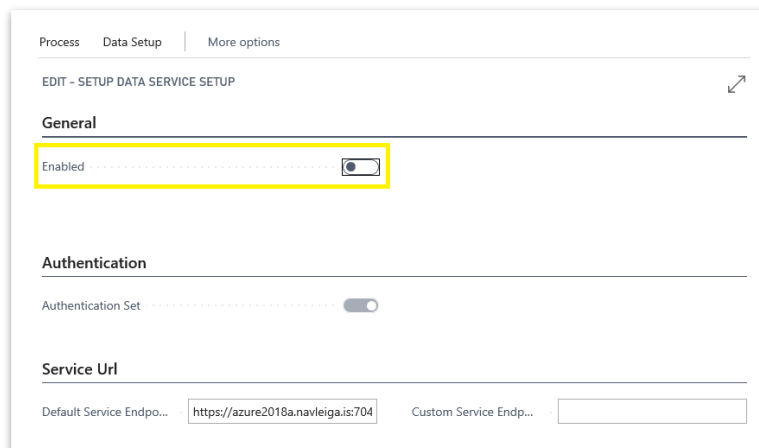 Process Data Setup More options
EDIT - SETUP DATA SERVICE SETUP
General
Enabled
Authentication
Authentication Set
Service Url
Default Service Endpo... https://azure2018a.navleiga.is:704 Custom Service Endp...